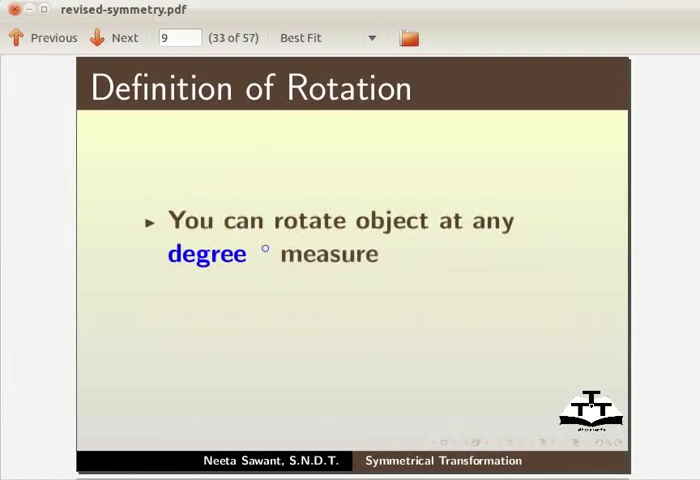 revised-symmetry.pdf
Previous Next 9 (33 of 57) Best Fit
Definition of Rotation
▸ You can rotate object at any
degree ° measure
TTT
Neeta Sawant, S.N.D.T. Symmetrical Transformation